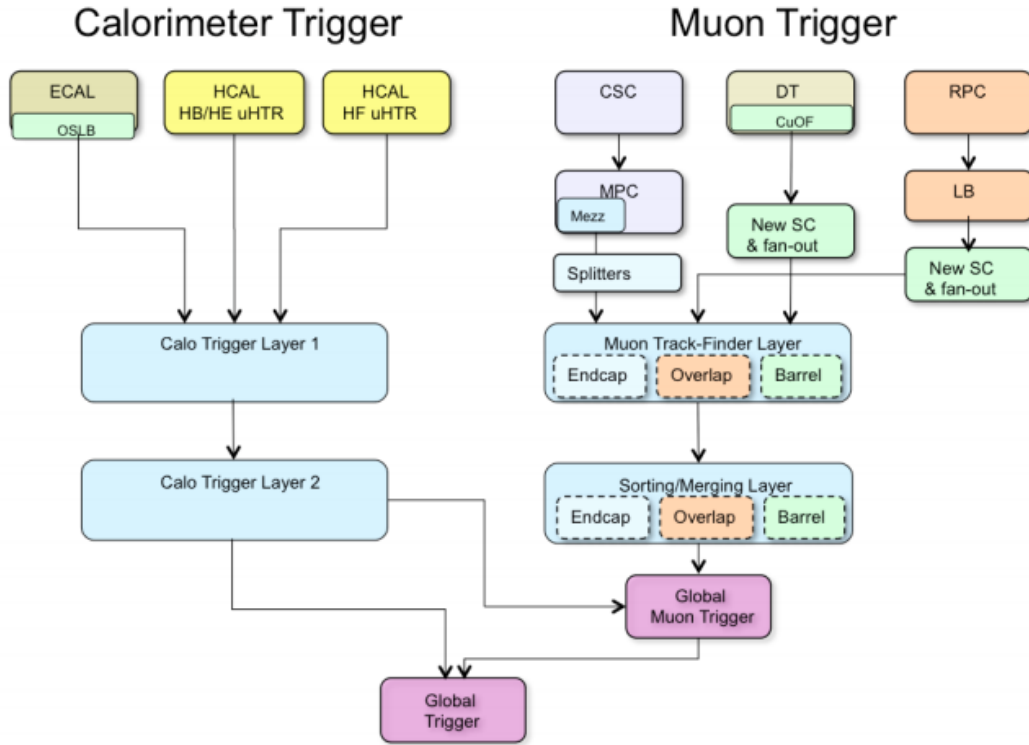 Calorimeter Trigger
Muon Trigger
ECAL
OSLB
HCAL
HB/HE uHTR
HCAL
HF uHTR
CSC
DT
CuOF
RPC
MPC
Mezz
LB
New SC
& fan-out
Splitters
New SC
& fan-out
Calo Trigger Layer 1
Muon Track-Finder Layer
Endcap
Overlap
Barrel
Calo Trigger Layer 2
Sorting/Merging Layer
Endcap
Overlap
Barrel
Global
Muon Trigger
Global
Trigger